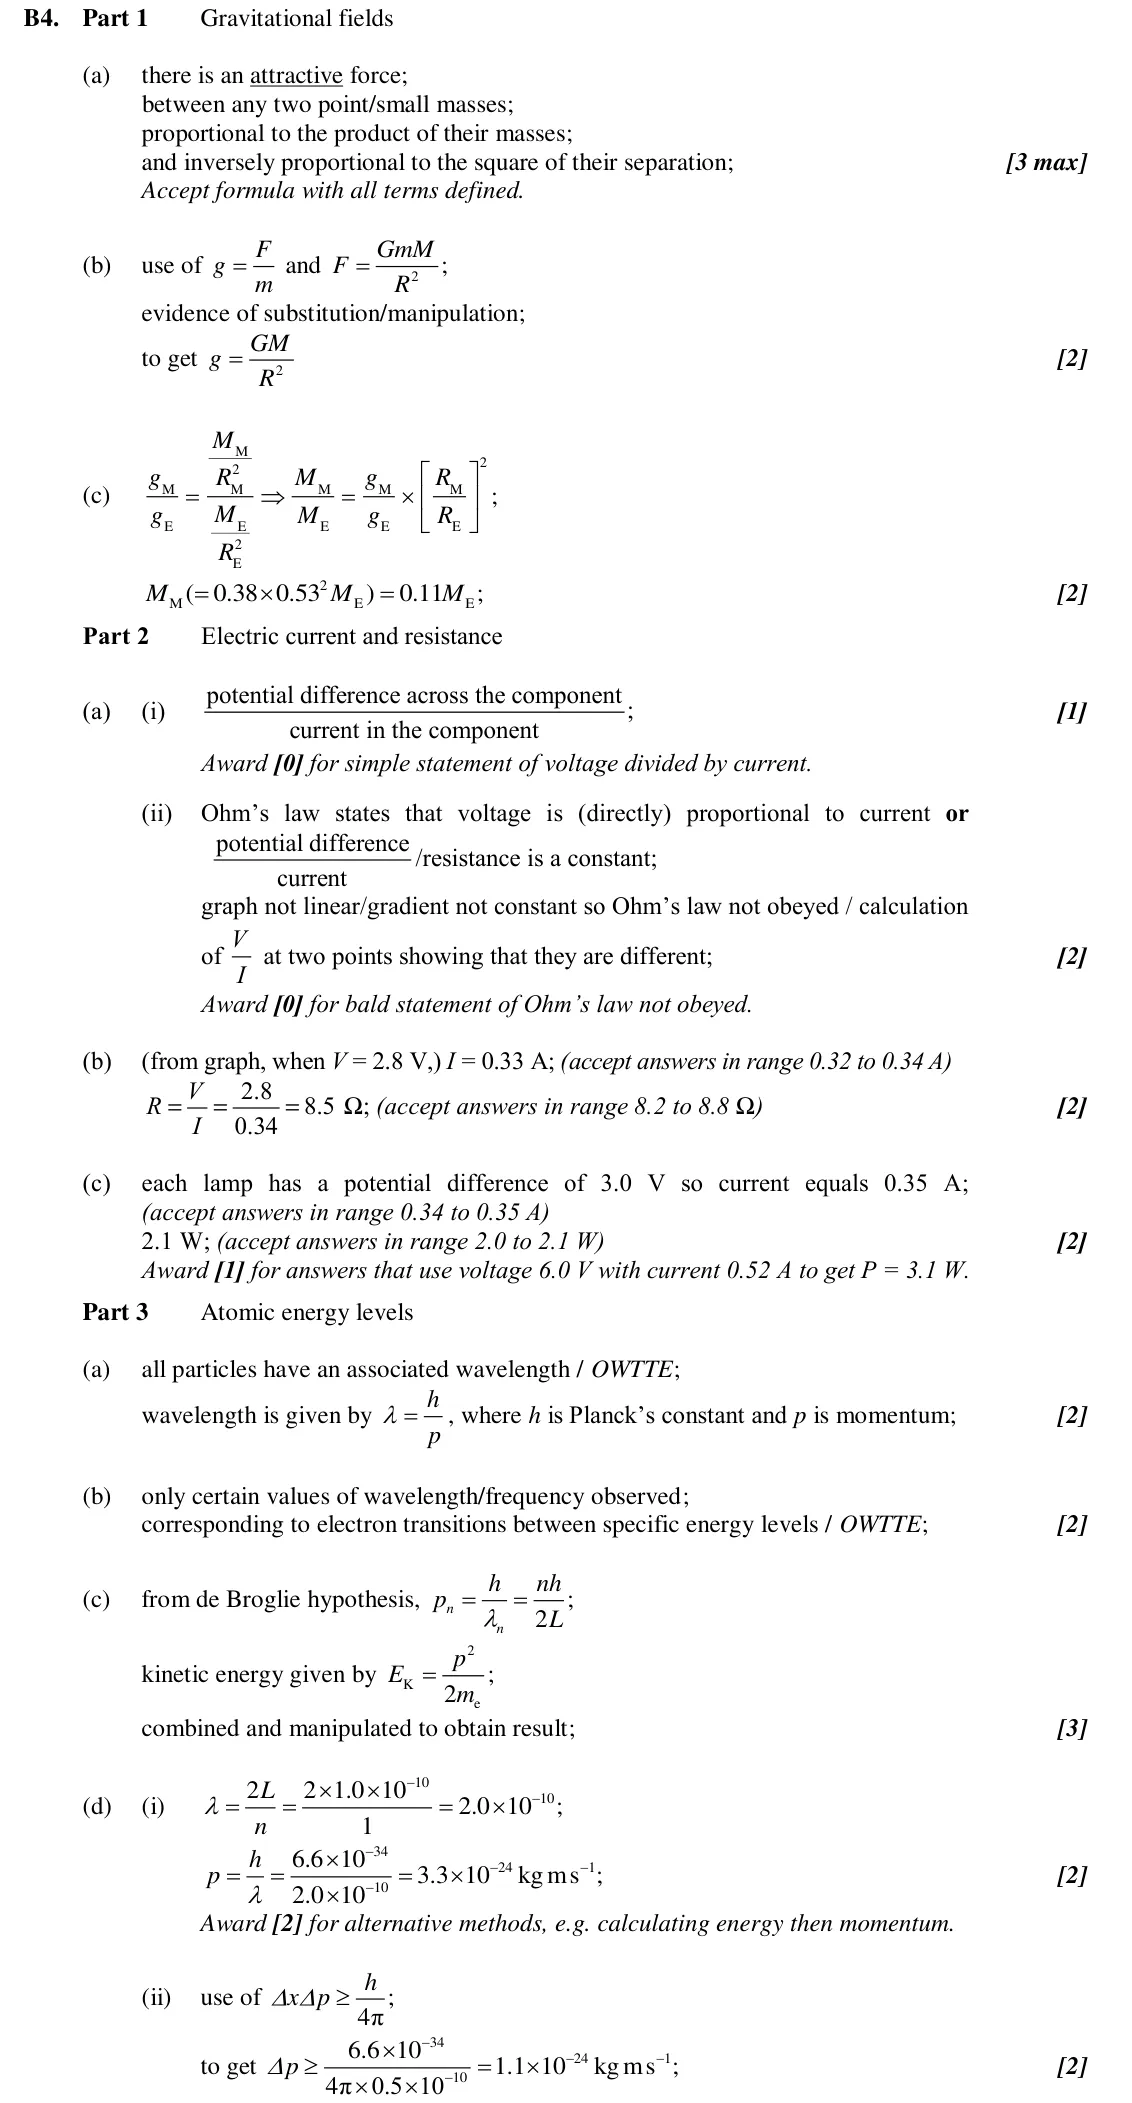 B4. Part 1 Gravitational fields
(a) there is an attractive force;
between any two point/small masses;
proportional to the product of their masses;
and inversely proportional to the square of their separation; [3 max]
Accept formula with all terms defined.
(b) use of g = F/m and F = GmM/R²;
evidence of substitution/manipulation;
to get g = GM/R² [2]
(c) g_M/g_E = (M_M/R_M²)/(M_E/R_E²) ⇒ M_M/M_E = g_M/g_E × [R_M/R_E]²;
M_M (= 0.38×0.53² M_E) = 0.11M_E; [2]
Part 2 Electric current and resistance
(a) (i) potential difference across the component / current in the component; [1]
Award [0] for simple statement of voltage divided by current.
(ii) Ohm’s law states that voltage is (directly) proportional to current or
potential difference / current /resistance is a constant;
graph not linear/gradient not constant so Ohm’s law not obeyed / calculation
of V/I at two points showing that they are different; [2]
Award [0] for bald statement of Ohm’s law not obeyed.
(b) (from graph, when V = 2.8 V,) I = 0.33 A; (accept answers in range 0.32 to 0.34 A)
R = V/I = 2.8/0.34 = 8.5 Ω; (accept answers in range 8.2 to 8.8 Ω) [2]
(c) each lamp has a potential difference of 3.0 V so current equals 0.35 A;
(accept answers in range 0.34 to 0.35 A)
2.1 W; (accept answers in range 2.0 to 2.1 W) [2]
Award [1] for answers that use voltage 6.0 V with current 0.52 A to get P = 3.1 W.
Part 3 Atomic energy levels
(a) all particles have an associated wavelength / OWTTE;
wavelength is given by λ = h/p, where h is Planck’s constant and p is momentum; [2]
(b) only certain values of wavelength/frequency observed;
corresponding to electron transitions between specific energy levels / OWTTE; [2]
(c) from de Broglie hypothesis, p_n = h/λ_n = nh/2L;
kinetic energy given by E_K = p²/2m_e;
combined and manipulated to obtain result; [3]
(d) (i) λ = 2L/n = 2×1.0×10⁻¹⁰/1 = 2.0×10⁻¹⁰;
p = h/λ = 6.6×10⁻³⁴/2.0×10⁻¹⁰ = 3.3×10⁻²⁴ kg m s⁻¹; [2]
Award [2] for alternative methods, e.g. calculating energy then momentum.
(ii) use of ΔxΔp ≥ h/4π;
to get Δp ≥ 6.6×10⁻³⁴/4π×0.5×10⁻¹⁰ = 1.1×10⁻²⁴ kg m s⁻¹; [2]